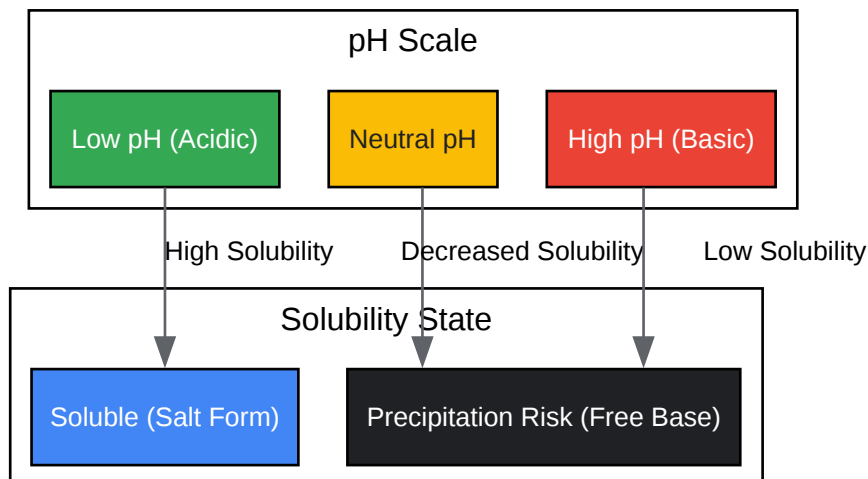 pH Scale
Low pH (Acidic)
Neutral pH
High pH (Basic)
High Solubility
Decreased Solubility
Low Solubility
Solubility State
Soluble (Salt Form)
Precipitation Risk (Free Base)